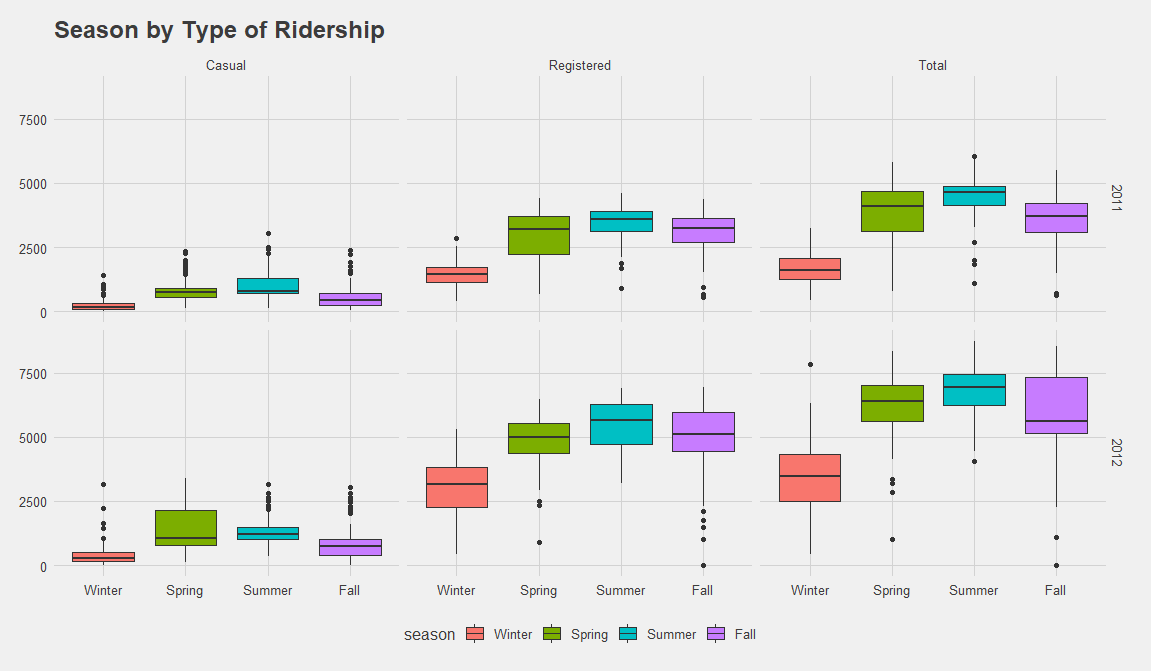 Season by Type of Ridership
Casual Registered Total
7500
5000
2500
0
2011
7500
5000
2500
0
2012
Winter Spring Summer Fall Winter Spring Summer Fall Winter Spring Summer Fall
season Winter Spring Summer Fall